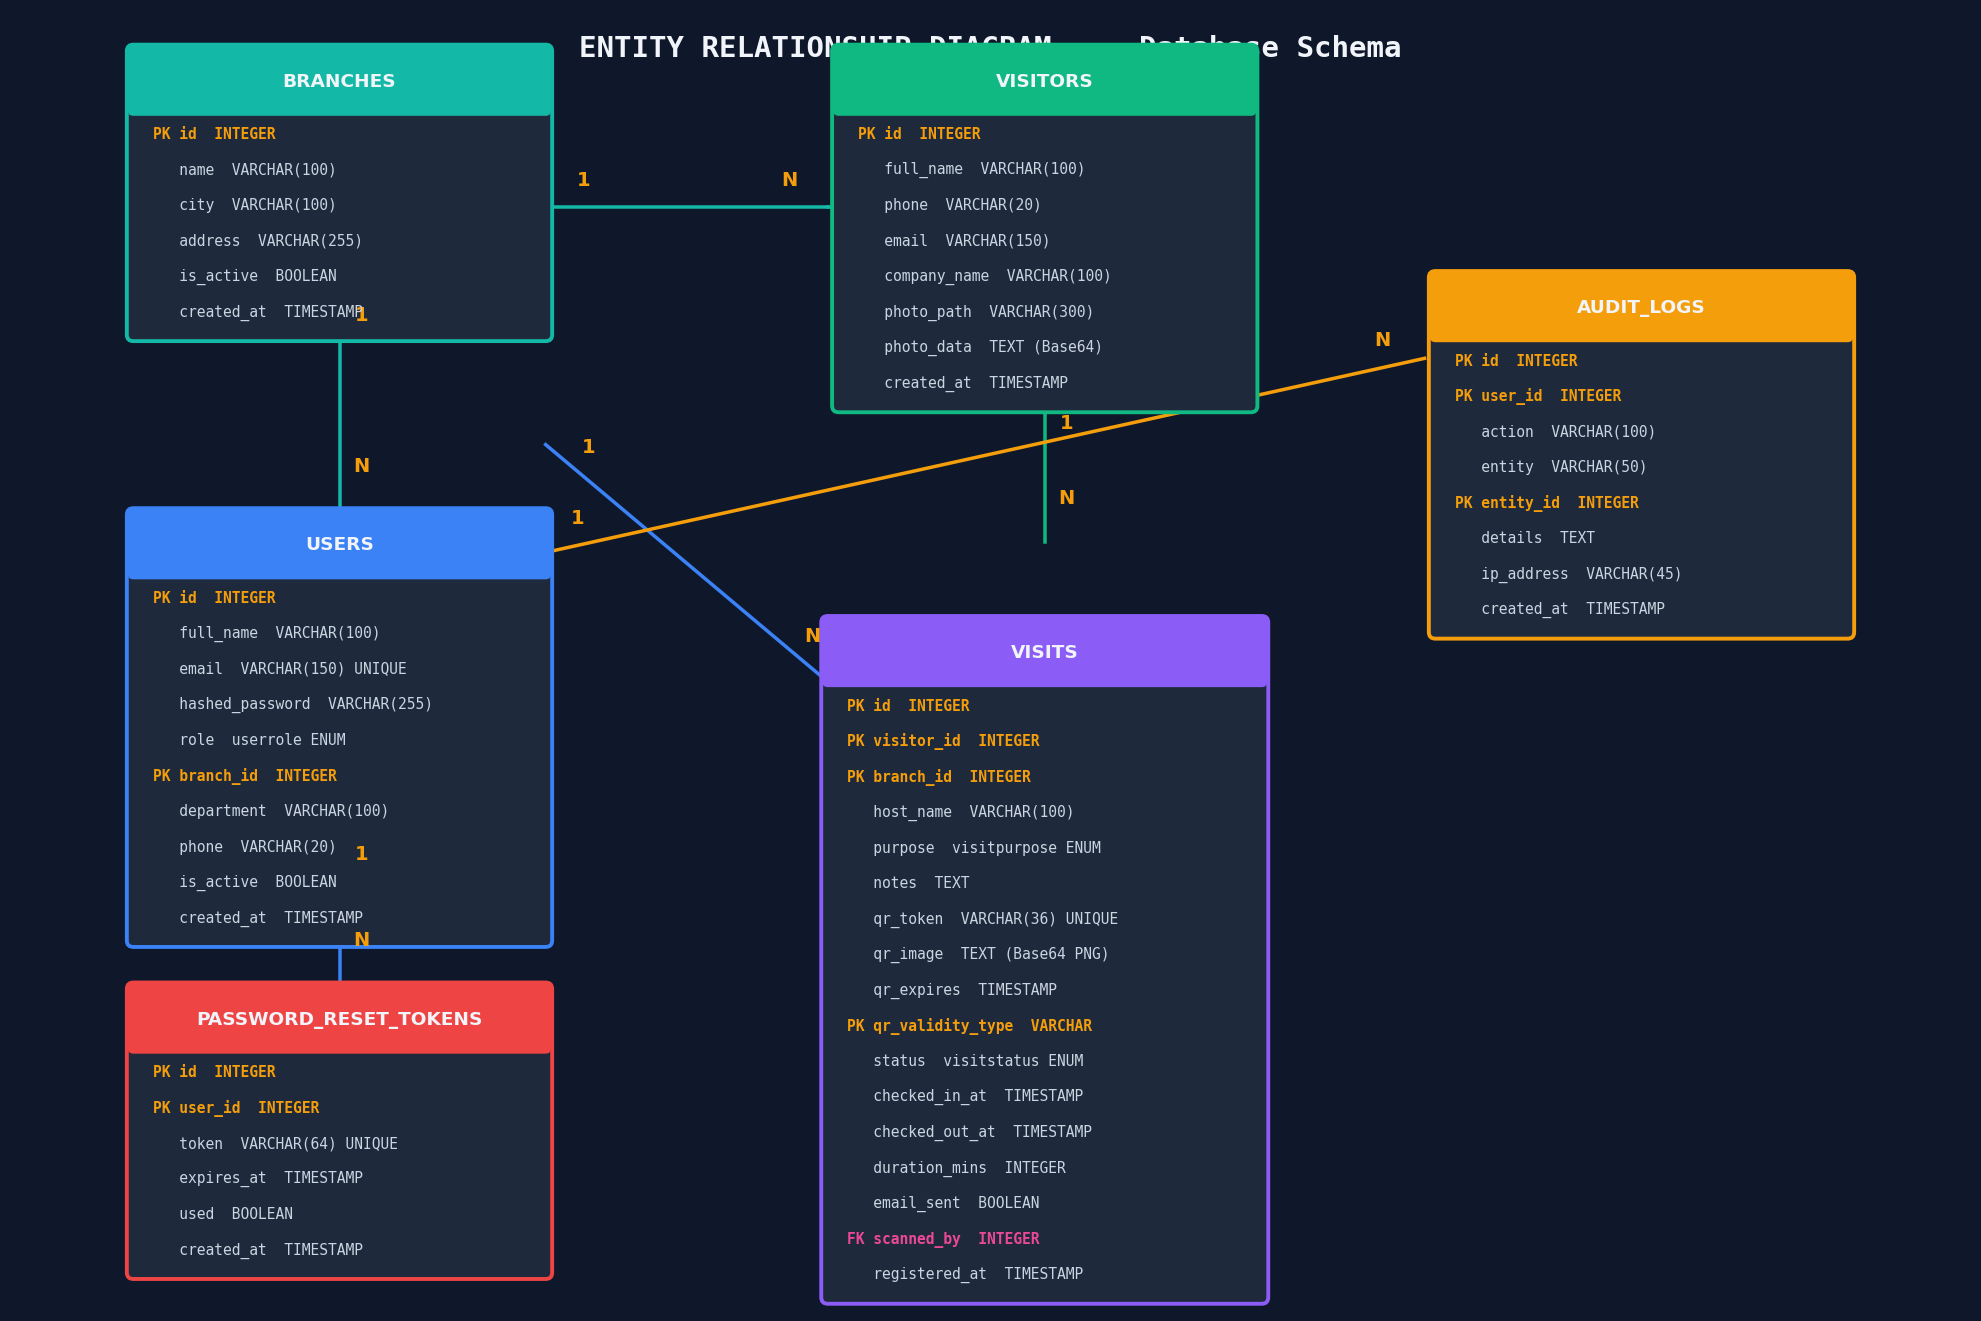 ENTITY RELATIONSHIP DIAGRAM Database Schema
BRANCHES
PK id INTEGER
name VARCHAR(100)
city VARCHAR(100)
address VARCHAR(255)
is_active BOOLEAN
created_at TIMESTAMP
1
N
VISITORS
PK id INTEGER
full_name VARCHAR(100)
phone VARCHAR(20)
email VARCHAR(150)
company_name VARCHAR(100)
photo_path VARCHAR(300)
photo_data TEXT (Base64)
created_at TIMESTAMP
1
N
1
N
1
N
1
N
1
N
AUDIT_LOGS
PK id INTEGER
PK user_id INTEGER
action VARCHAR(100)
entity VARCHAR(50)
PK entity_id INTEGER
details TEXT
ip_address VARCHAR(45)
created_at TIMESTAMP
USERS
PK id INTEGER
full_name VARCHAR(100)
email VARCHAR(150) UNIQUE
hashed_password VARCHAR(255)
role userrole ENUM
PK branch_id INTEGER
department VARCHAR(100)
phone VARCHAR(20)
is_active BOOLEAN
created_at TIMESTAMP
1
N
PASSWORD_RESET_TOKENS
PK id INTEGER
PK user_id INTEGER
token VARCHAR(64) UNIQUE
expires_at TIMESTAMP
used BOOLEAN
created_at TIMESTAMP
VISITS
PK id INTEGER
PK visitor_id INTEGER
PK branch_id INTEGER
host_name VARCHAR(100)
purpose visitpurpose ENUM
notes TEXT
qr_token VARCHAR(36) UNIQUE
qr_image TEXT (Base64 PNG)
qr_expires TIMESTAMP
PK qr_validity_type VARCHAR
status visitstatus ENUM
checked_in_at TIMESTAMP
checked_out_at TIMESTAMP
duration_mins INTEGER
email_sent BOOLEAN
FK scanned_by INTEGER
registered_at TIMESTAMP